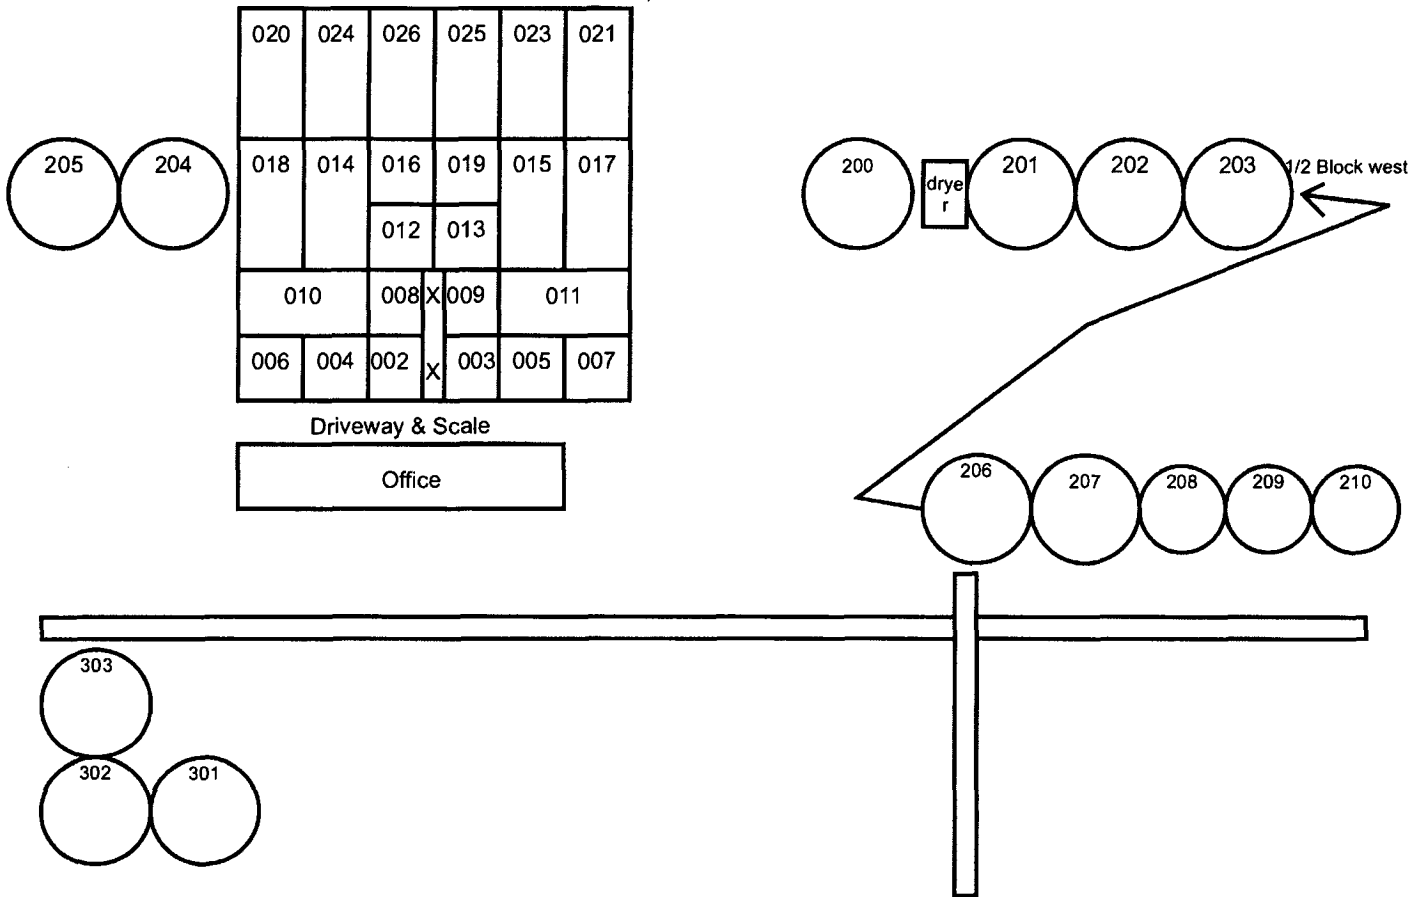 020 024 026 025 023 021
205 204 018 014 016 019 015 017 200 201 202 203 1/2 Block west
drye
r
012 013
010 008 X 009 011
006 004 002 X 003 005 007
Driveway & Scale
Office
206 207 208 209 210
303
302 301